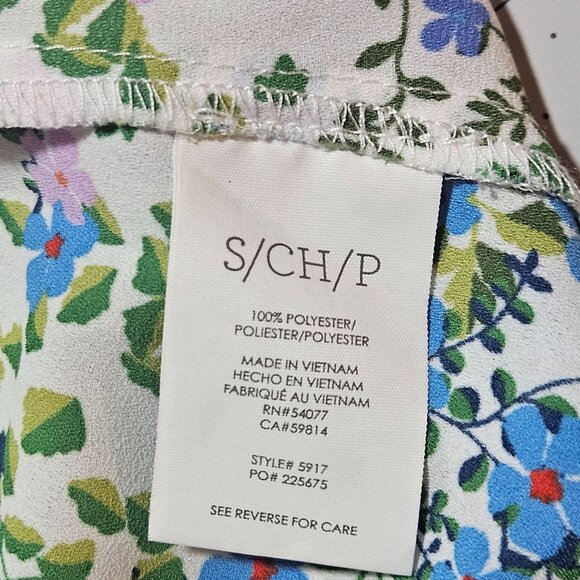 S/CH/P
100% POLYESTER/
POLIESTER/POLYESTER
MADE IN VIETNAM
HECHO EN VIETNAM
FABRIQUÉ AU VIETNAM
RN#54077
CA#59814
STYLE# 5917
PO# 225675
SEE REVERSE FOR CARE